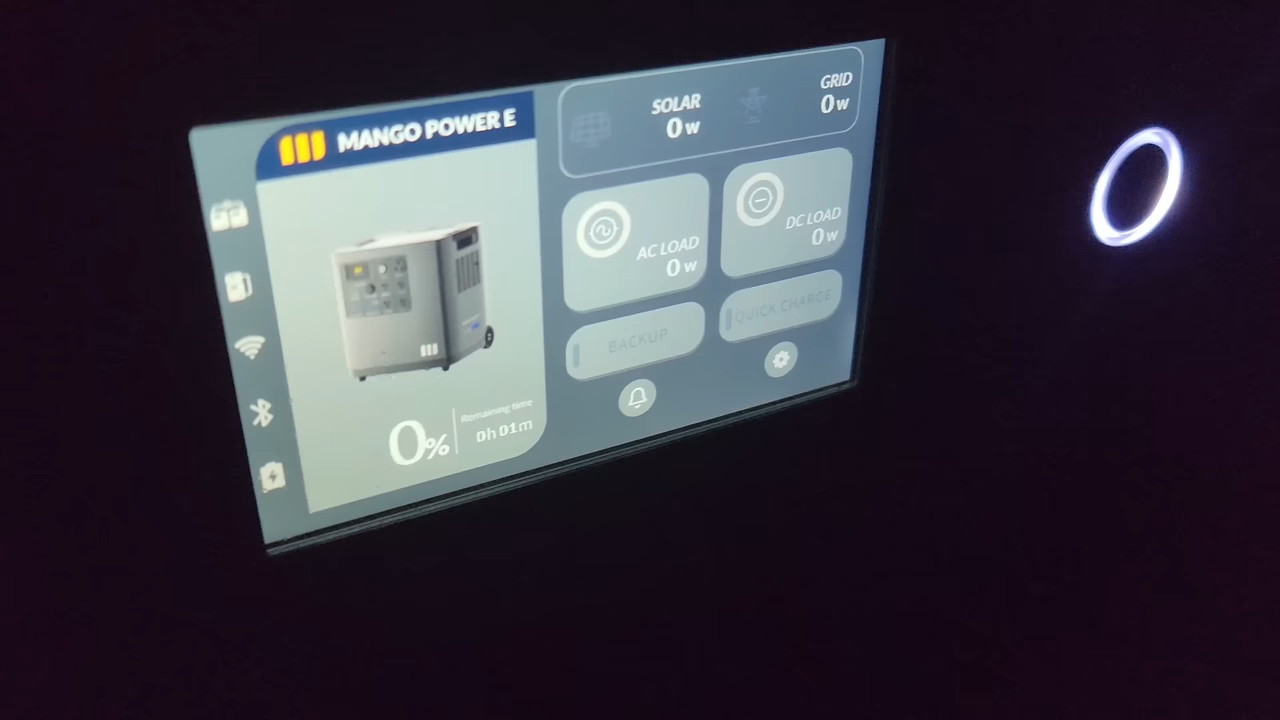 MANGO POWER E
0%
Remaining time
0h 01m
SOLAR
0w
GRID
0w
AC LOAD
0w
DC LOAD
0w
BACKUP
QUICK CHARGE